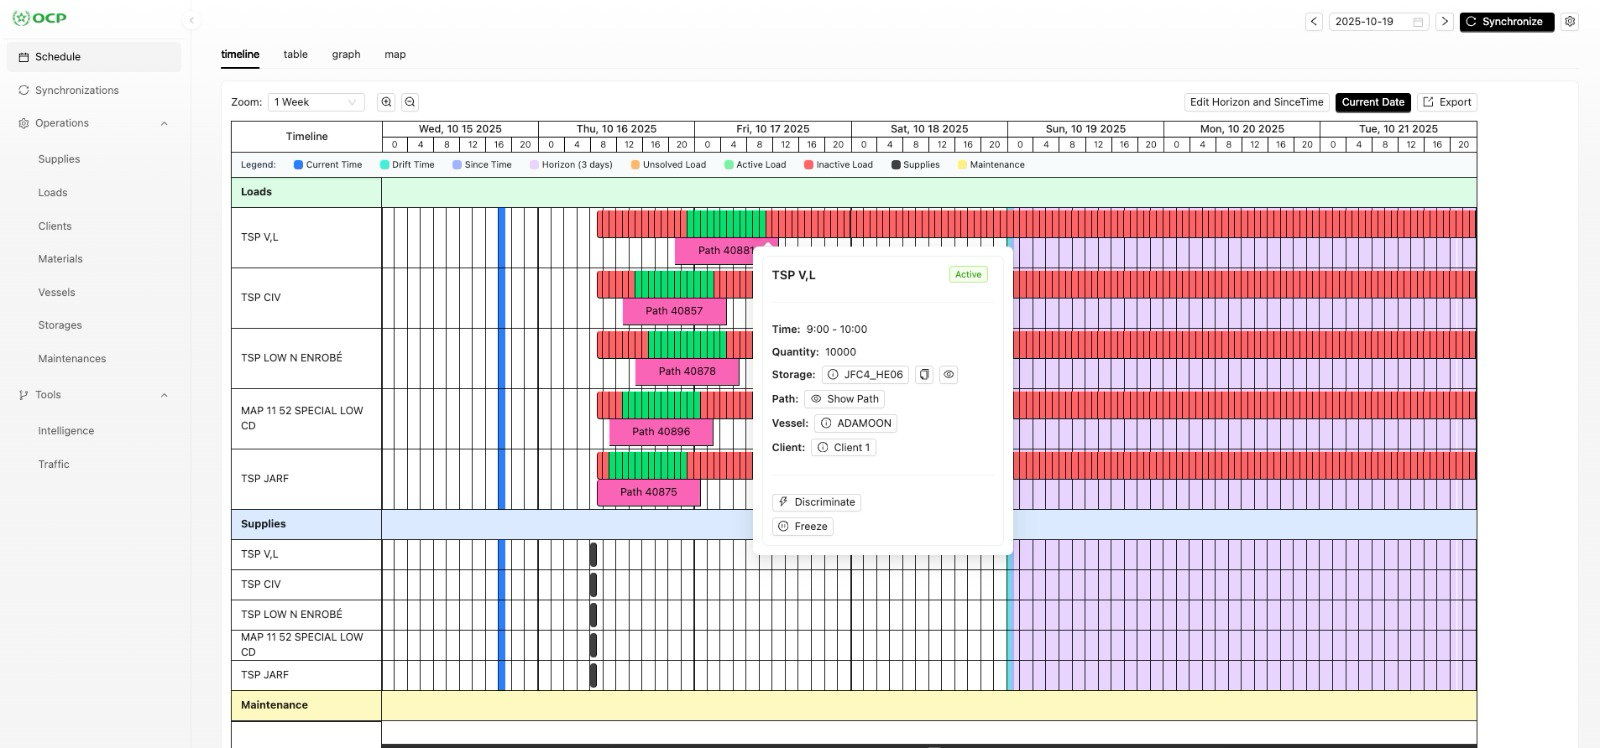 OCP
2025-10-19
Synchronize
Schedule
Synchronizations
Operations
Supplies
Loads
Clients
Materials
Vessels
Storages
Maintenances
Tools
Intelligence
Traffic
timeline table graph map
Zoom: 1 Week
Edit Horizon and SinceTime Current Date Export
Timeline
Wed, 10 15 2025 Thu, 10 16 2025 Fri, 10 17 2025 Sat, 10 18 2025 Sun, 10 19 2025 Mon, 10 20 2025 Tue, 10 21 2025
0 4 8 12 16 20 0 4 8 12 16 20 0 4 8 12 16 20 0 4 8 12 16 20 0 4 8 12 16 20 0 4 8 12 16 20 0 4 8 12 16 20
Legend: Current Time Drift Time Since Time Horizon (3 days) Unsolved Load Active Load Inactive Load Supplies Maintenance
Loads
TSP V,L
Path 40881
TSP CIV
Path 40857
TSP LOW N ENROBÉ
Path 40878
MAP 11 52 SPECIAL LOW
CD
Path 40896
TSP JARF
Path 40875
TSP V,L Active
Time: 9:00 - 10:00
Quantity: 10000
Storage: JFC4_HE06
Path: Show Path
Vessel: ADAMOON
Client: Client 1
Discriminate
Freeze
Supplies
TSP V,L
TSP CIV
TSP LOW N ENROBÉ
MAP 11 52 SPECIAL LOW
CD
TSP JARF
Maintenance